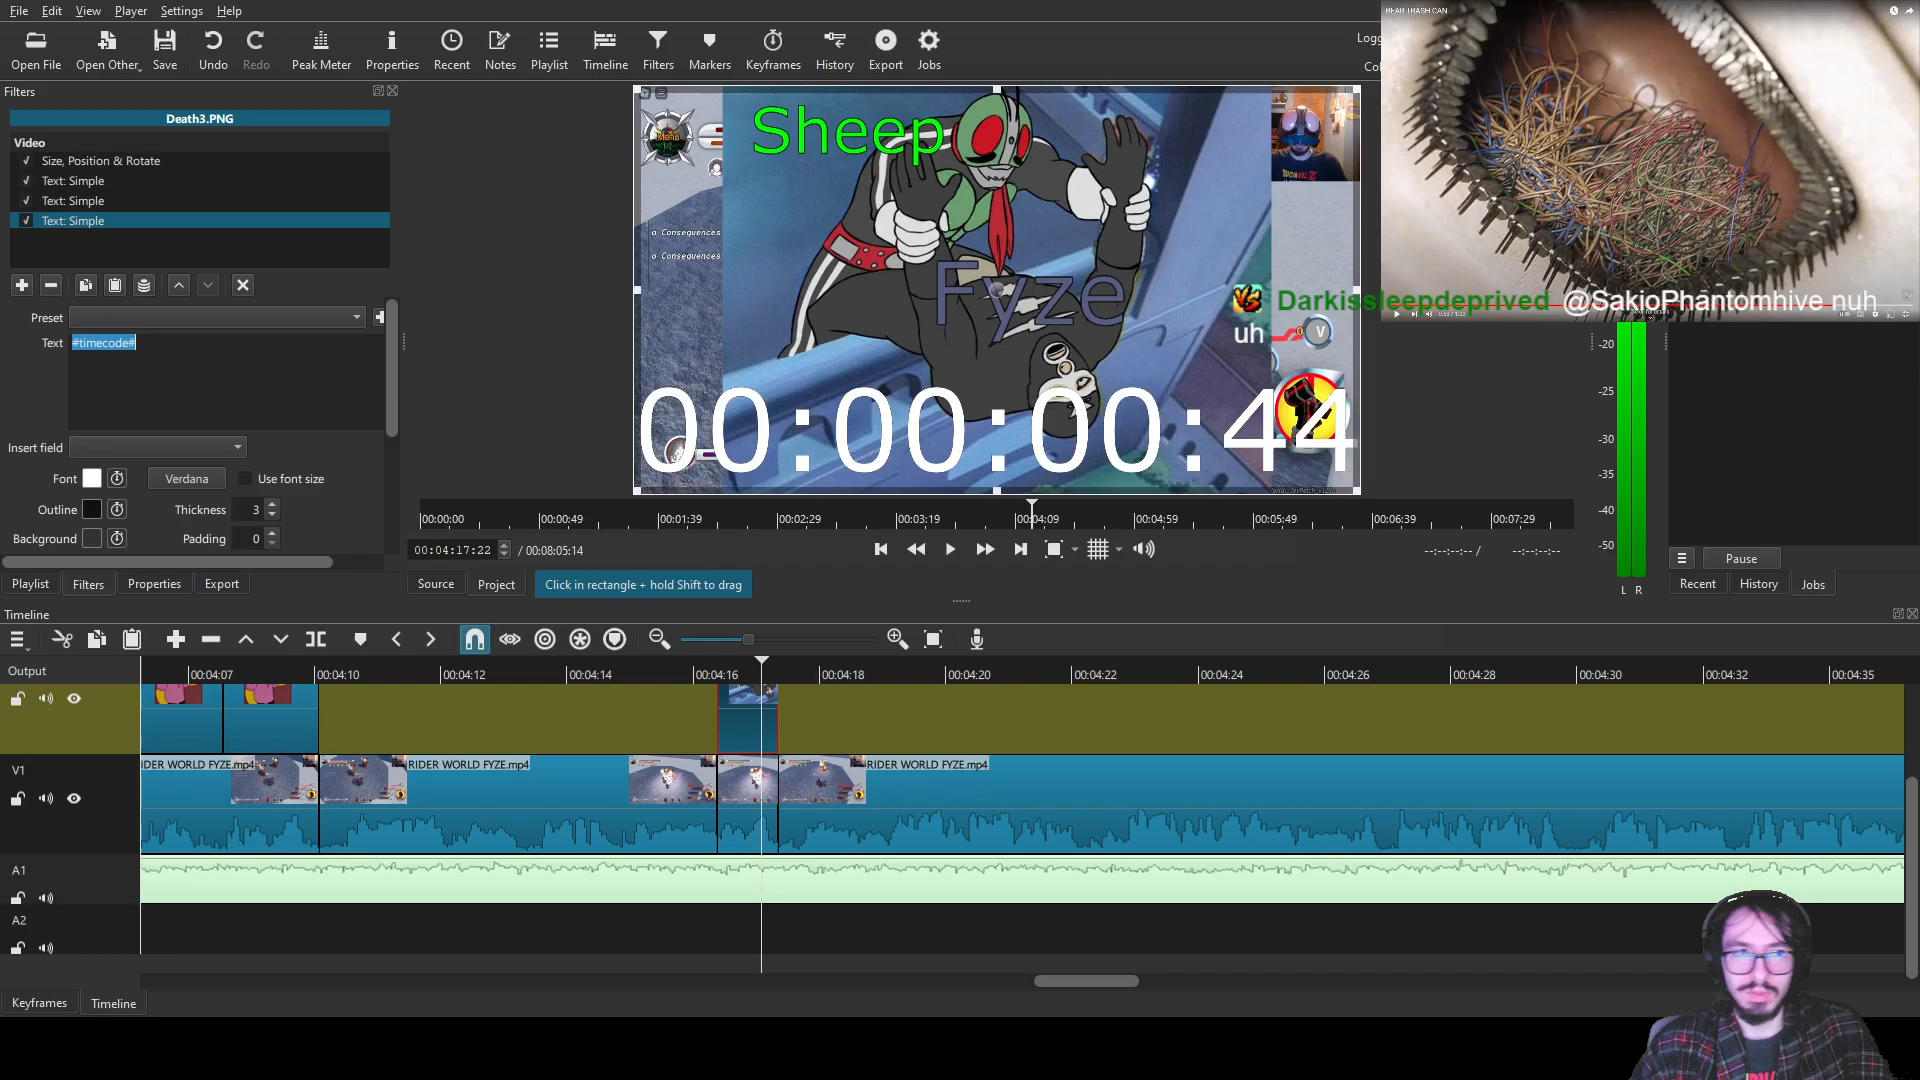 File Edit View Player Settings Help
Open File Open Other Save Undo Redo Peak Meter Properties Recent Notes Playlist Timeline Filters Markers Keyframes History Export Jobs
Logg
Co
BEAR TRASH CAN
Filters
Death3.PNG
Video
Size, Position & Rotate
Text: Simple
Text: Simple
Text: Simple
Preset
Text #timecode#
Insert field
Font Verdana Use font size
Outline Thickness 3
Background Padding 0
Playlist Filters Properties Export
Menu
Sheep
o Consequences
o Consequences
Fyze
00:00:00:44
V
Darkissleepdeprived @SakioPhantomhive nuh
uh
00:00:00 00:00:49 00:01:39 00:02:29 00:03:19 00:04:09 00:04:59 00:05:49 00:06:39 00:07:29
00:04:17:22 / 00:08:05:14 --:--:--:-- / --:--:--:--
Source Project Click in rectangle + hold Shift to drag
-20
-25
-30
-35
-40
-45
-50
L R
Pause
Recent History Jobs
Timeline
Output
00:04:07 00:04:10 00:04:12 00:04:14 00:04:16 00:04:18 00:04:20 00:04:22 00:04:24 00:04:26 00:04:28 00:04:30 00:04:32 00:04:35
V1
RIDER WORLD FYZE.mp4 RIDER WORLD FYZE.mp4 RIDER WORLD FYZE.mp4
A1
A2
Keyframes Timeline